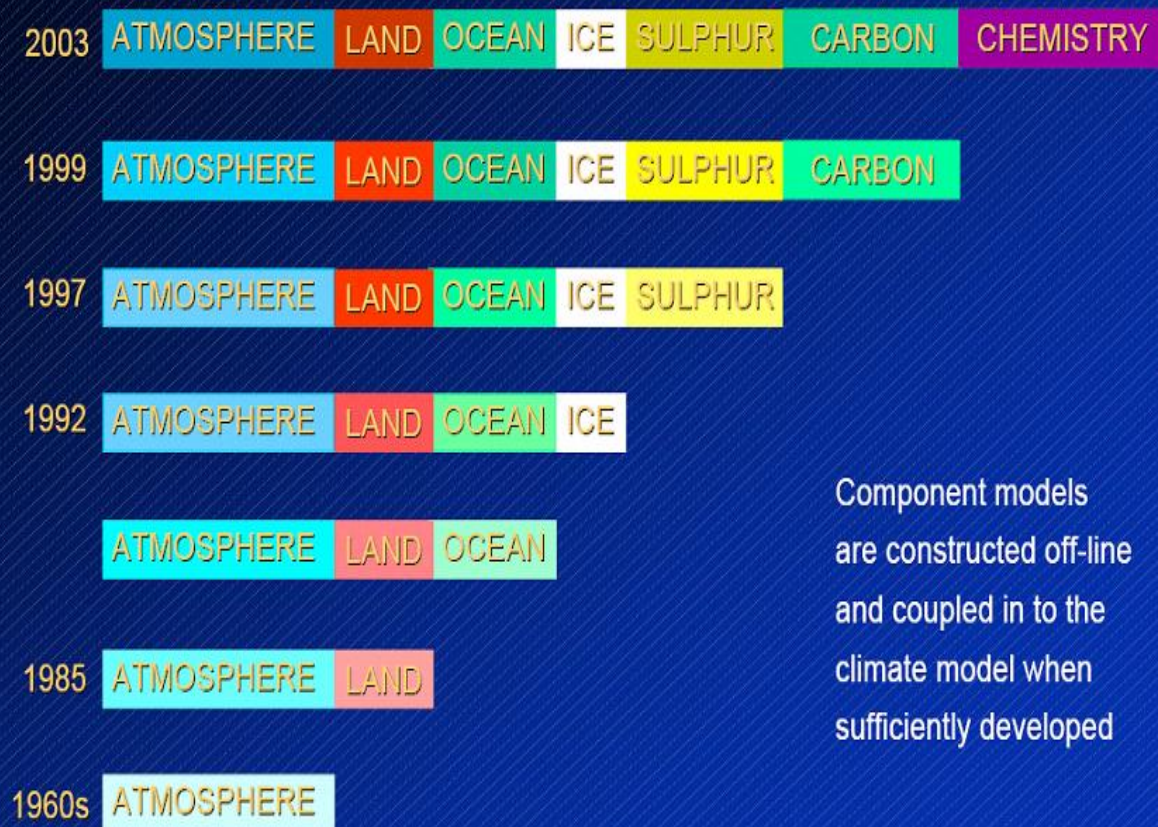 2003 ATMOSPHERE LAND OCEAN ICE SULPHUR CARBON CHEMISTRY
1999 ATMOSPHERE LAND OCEAN ICE SULPHUR CARBON
1997 ATMOSPHERE LAND OCEAN ICE SULPHUR
1992 ATMOSPHERE LAND OCEAN ICE
ATMOSPHERE LAND OCEAN
1985 ATMOSPHERE LAND
1960s ATMOSPHERE
Component models
are constructed off-line
and coupled in to the
climate model when
sufficiently developed